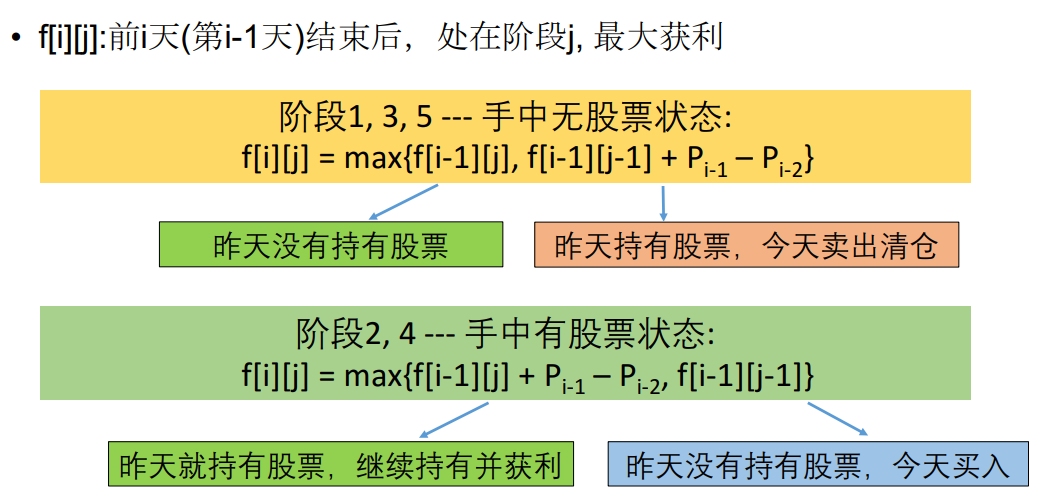 • f[i][j]:前i天(第i-1天)结束后，处在阶段j, 最大获利
阶段1, 3, 5 --- 手中无股票状态:
f[i][j] = max{f[i-1][j], f[i-1][j-1] + Pi-1 – Pi-2}
昨天没有持有股票
昨天持有股票，今天卖出清仓
阶段2, 4 --- 手中有股票状态:
f[i][j] = max{f[i-1][j] + Pi-1 – Pi-2, f[i-1][j-1]}
昨天就持有股票，继续持有并获利
昨天没有持有股票，今天买入